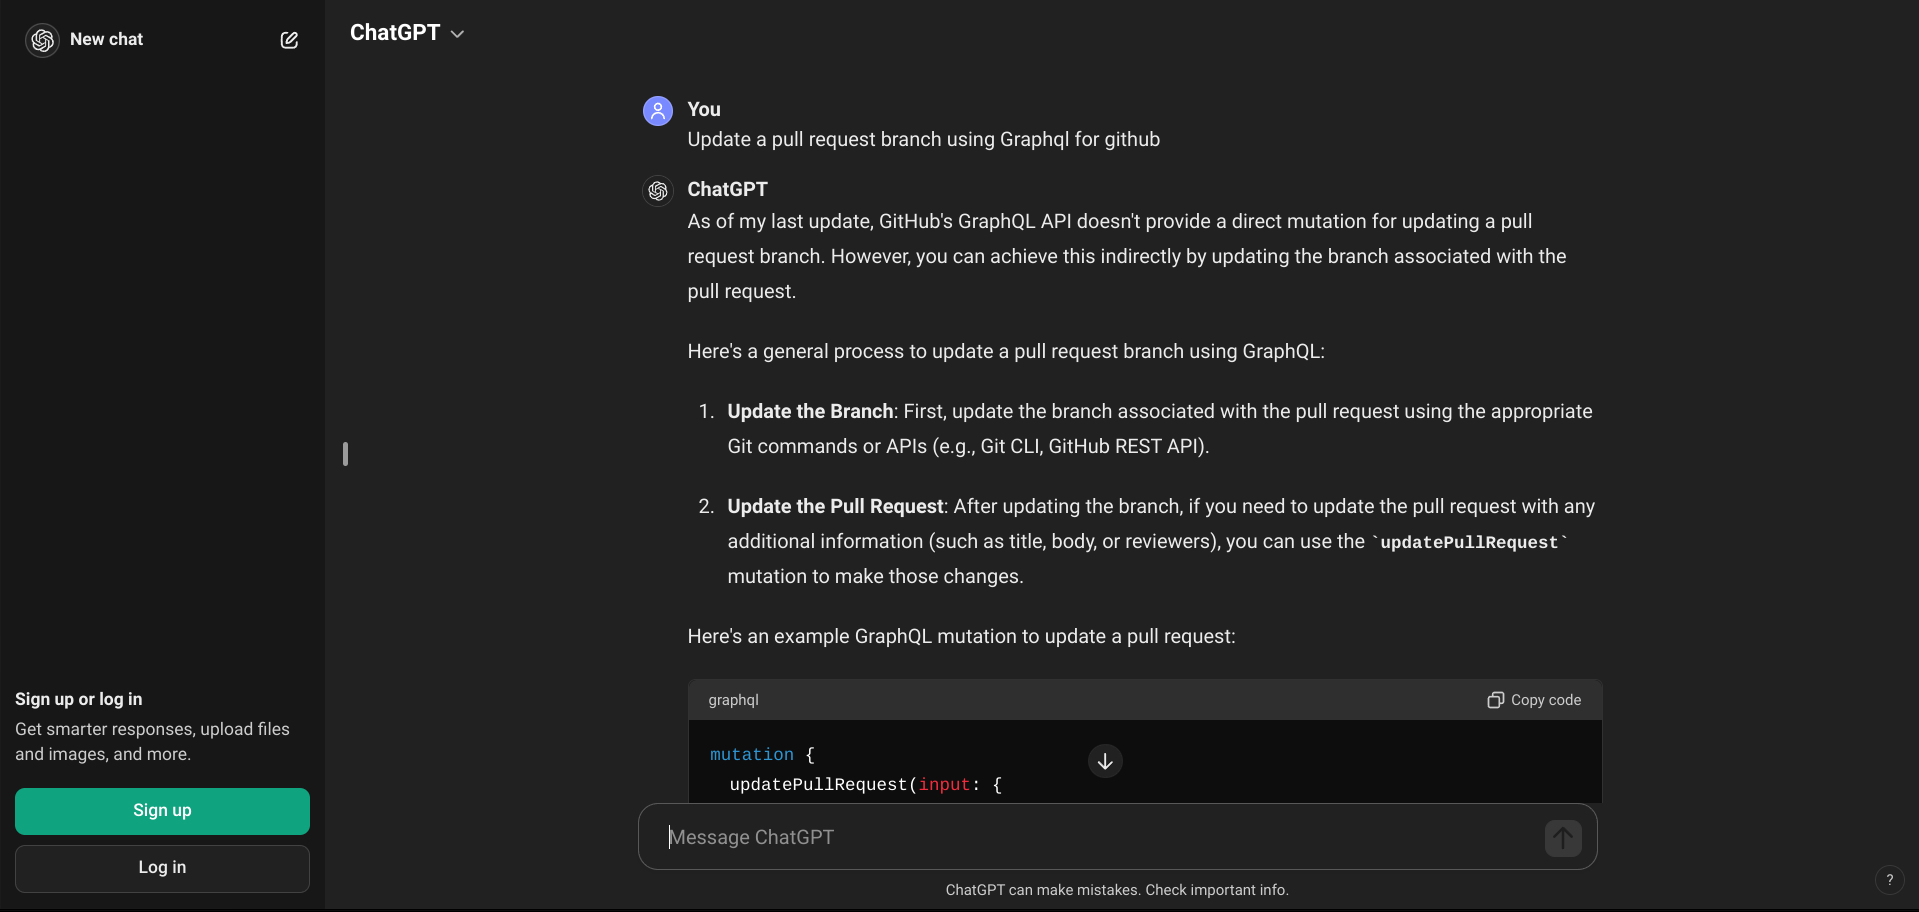 New chat
ChatGPT
You
Update a pull request branch using Graphql for github
ChatGPT
As of my last update, GitHub's GraphQL API doesn't provide a direct mutation for updating a pull
request branch. However, you can achieve this indirectly by updating the branch associated with the
pull request.
Here's a general process to update a pull request branch using GraphQL:
1. Update the Branch: First, update the branch associated with the pull request using the appropriate
Git commands or APIs (e.g., Git CLI, GitHub REST API).
2. Update the Pull Request: After updating the branch, if you need to update the pull request with any
additional information (such as title, body, or reviewers), you can use the `updatePullRequest`
mutation to make those changes.
Here's an example GraphQL mutation to update a pull request:
graphql
Copy code
mutation {
updatePullRequest(input: {
Message ChatGPT
ChatGPT can make mistakes. Check important info.
?
Sign up or log in
Get smarter responses, upload files
and images, and more.
Sign up
Log in